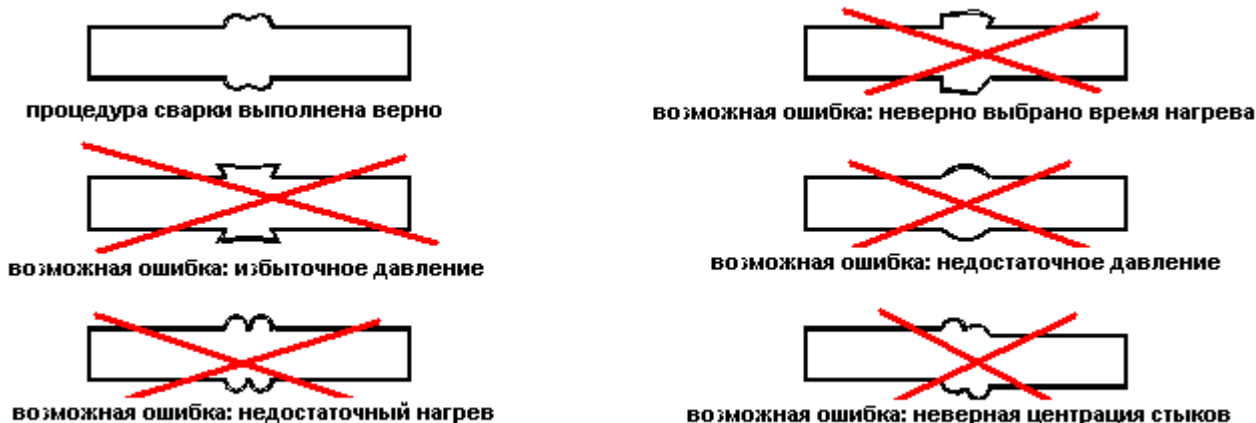 процедура сварки выполнена верно
возможная ошибка: неверно выбрано время нагрева
возможная ошибка: избыточное давление
возможная ошибка: недостаточное давление
возможная ошибка: недостаточный нагрев
возможная ошибка: неверная центрация стыков